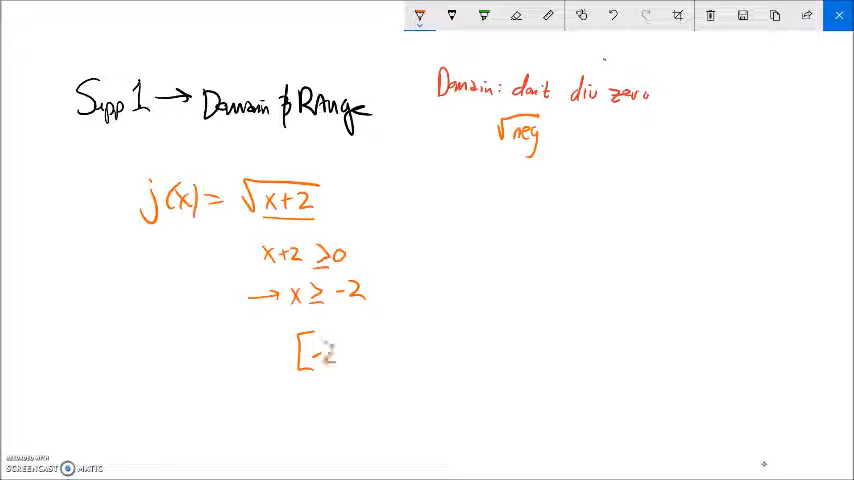 Supp 1 → Domain & Range
Domain: don't div zero
√neg
j(x) = √x+2
x+2 ≥0
→ x ≥ -2
[-2
RECORDED WITH
SCREENCAST MATIC